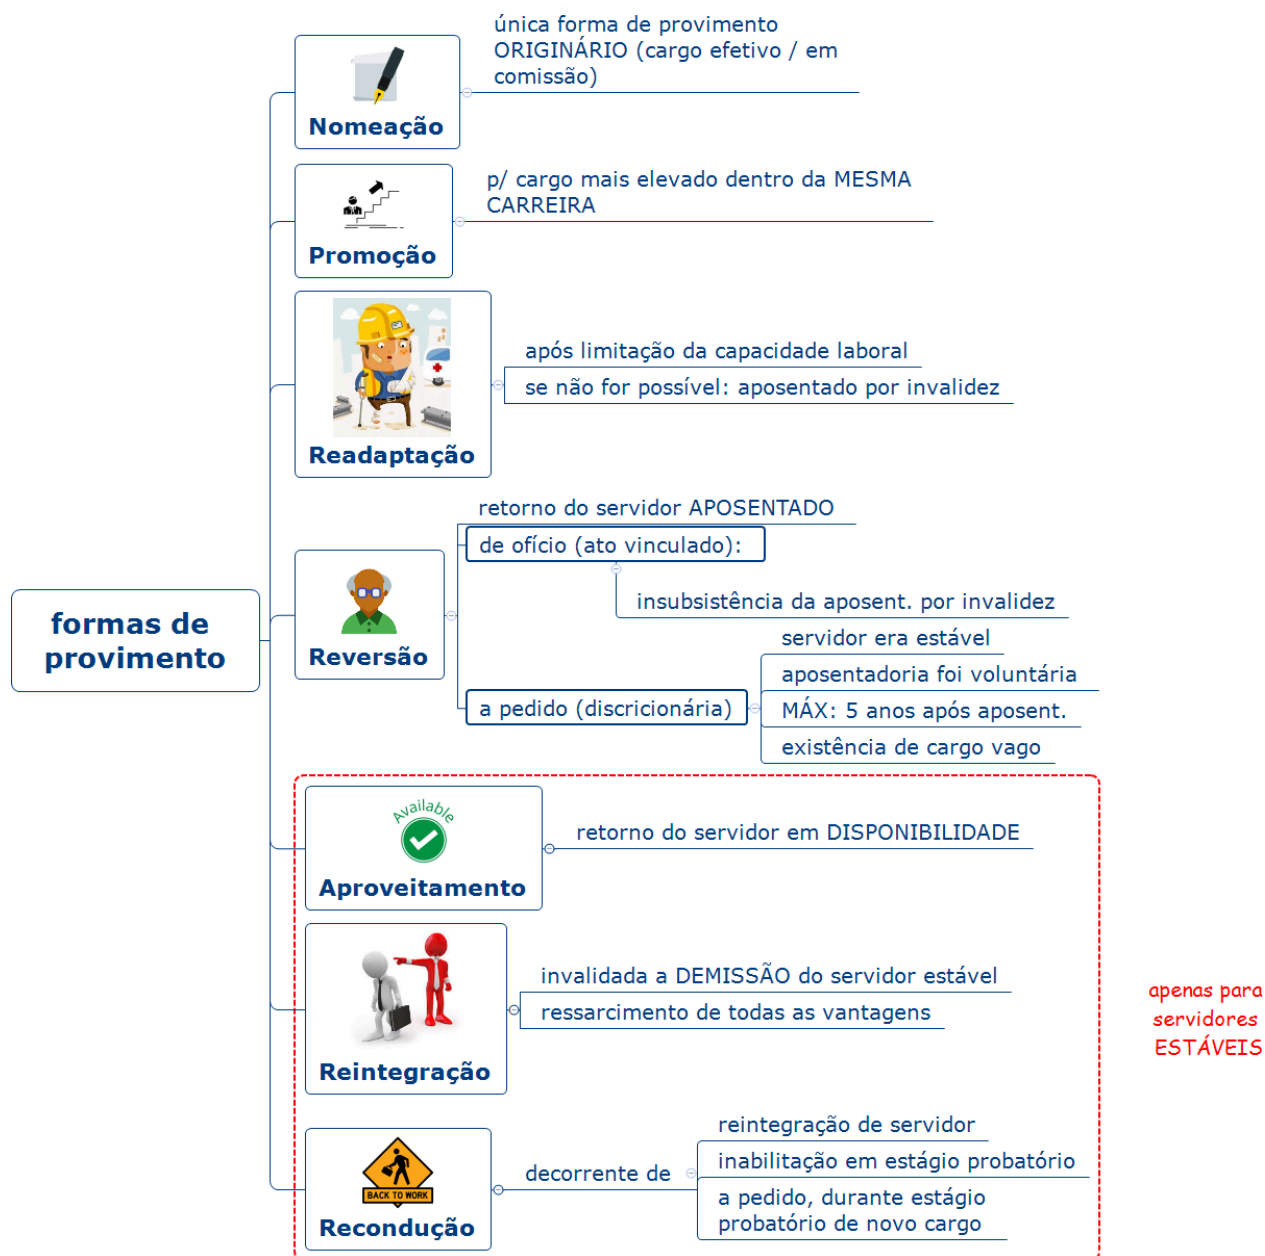 formas de
provimento
Nomeação
única forma de provimento
ORIGINÁRIO (cargo efetivo / em
comissão)
Promoção
p/ cargo mais elevado dentro da MESMA
CARREIRA
Readaptação
após limitação da capacidade laboral
se não for possível: aposentado por invalidez
Reversão
retorno do servidor APOSENTADO
de ofício (ato vinculado):
insubsistência da aposent. por invalidez
a pedido (discricionária)
servidor era estável
aposentadoria foi voluntária
MÁX: 5 anos após aposent.
existência de cargo vago
Available
Aproveitamento
retorno do servidor em DISPONIBILIDADE
Reintegração
invalidada a DEMISSÃO do servidor estável
ressarcimento de todas as vantagens
BACK TO WORK
Recondução
decorrente de
reintegração de servidor
inabilitação em estágio probatório
a pedido, durante estágio
probatório de novo cargo
apenas para
servidores
ESTÁVEIS